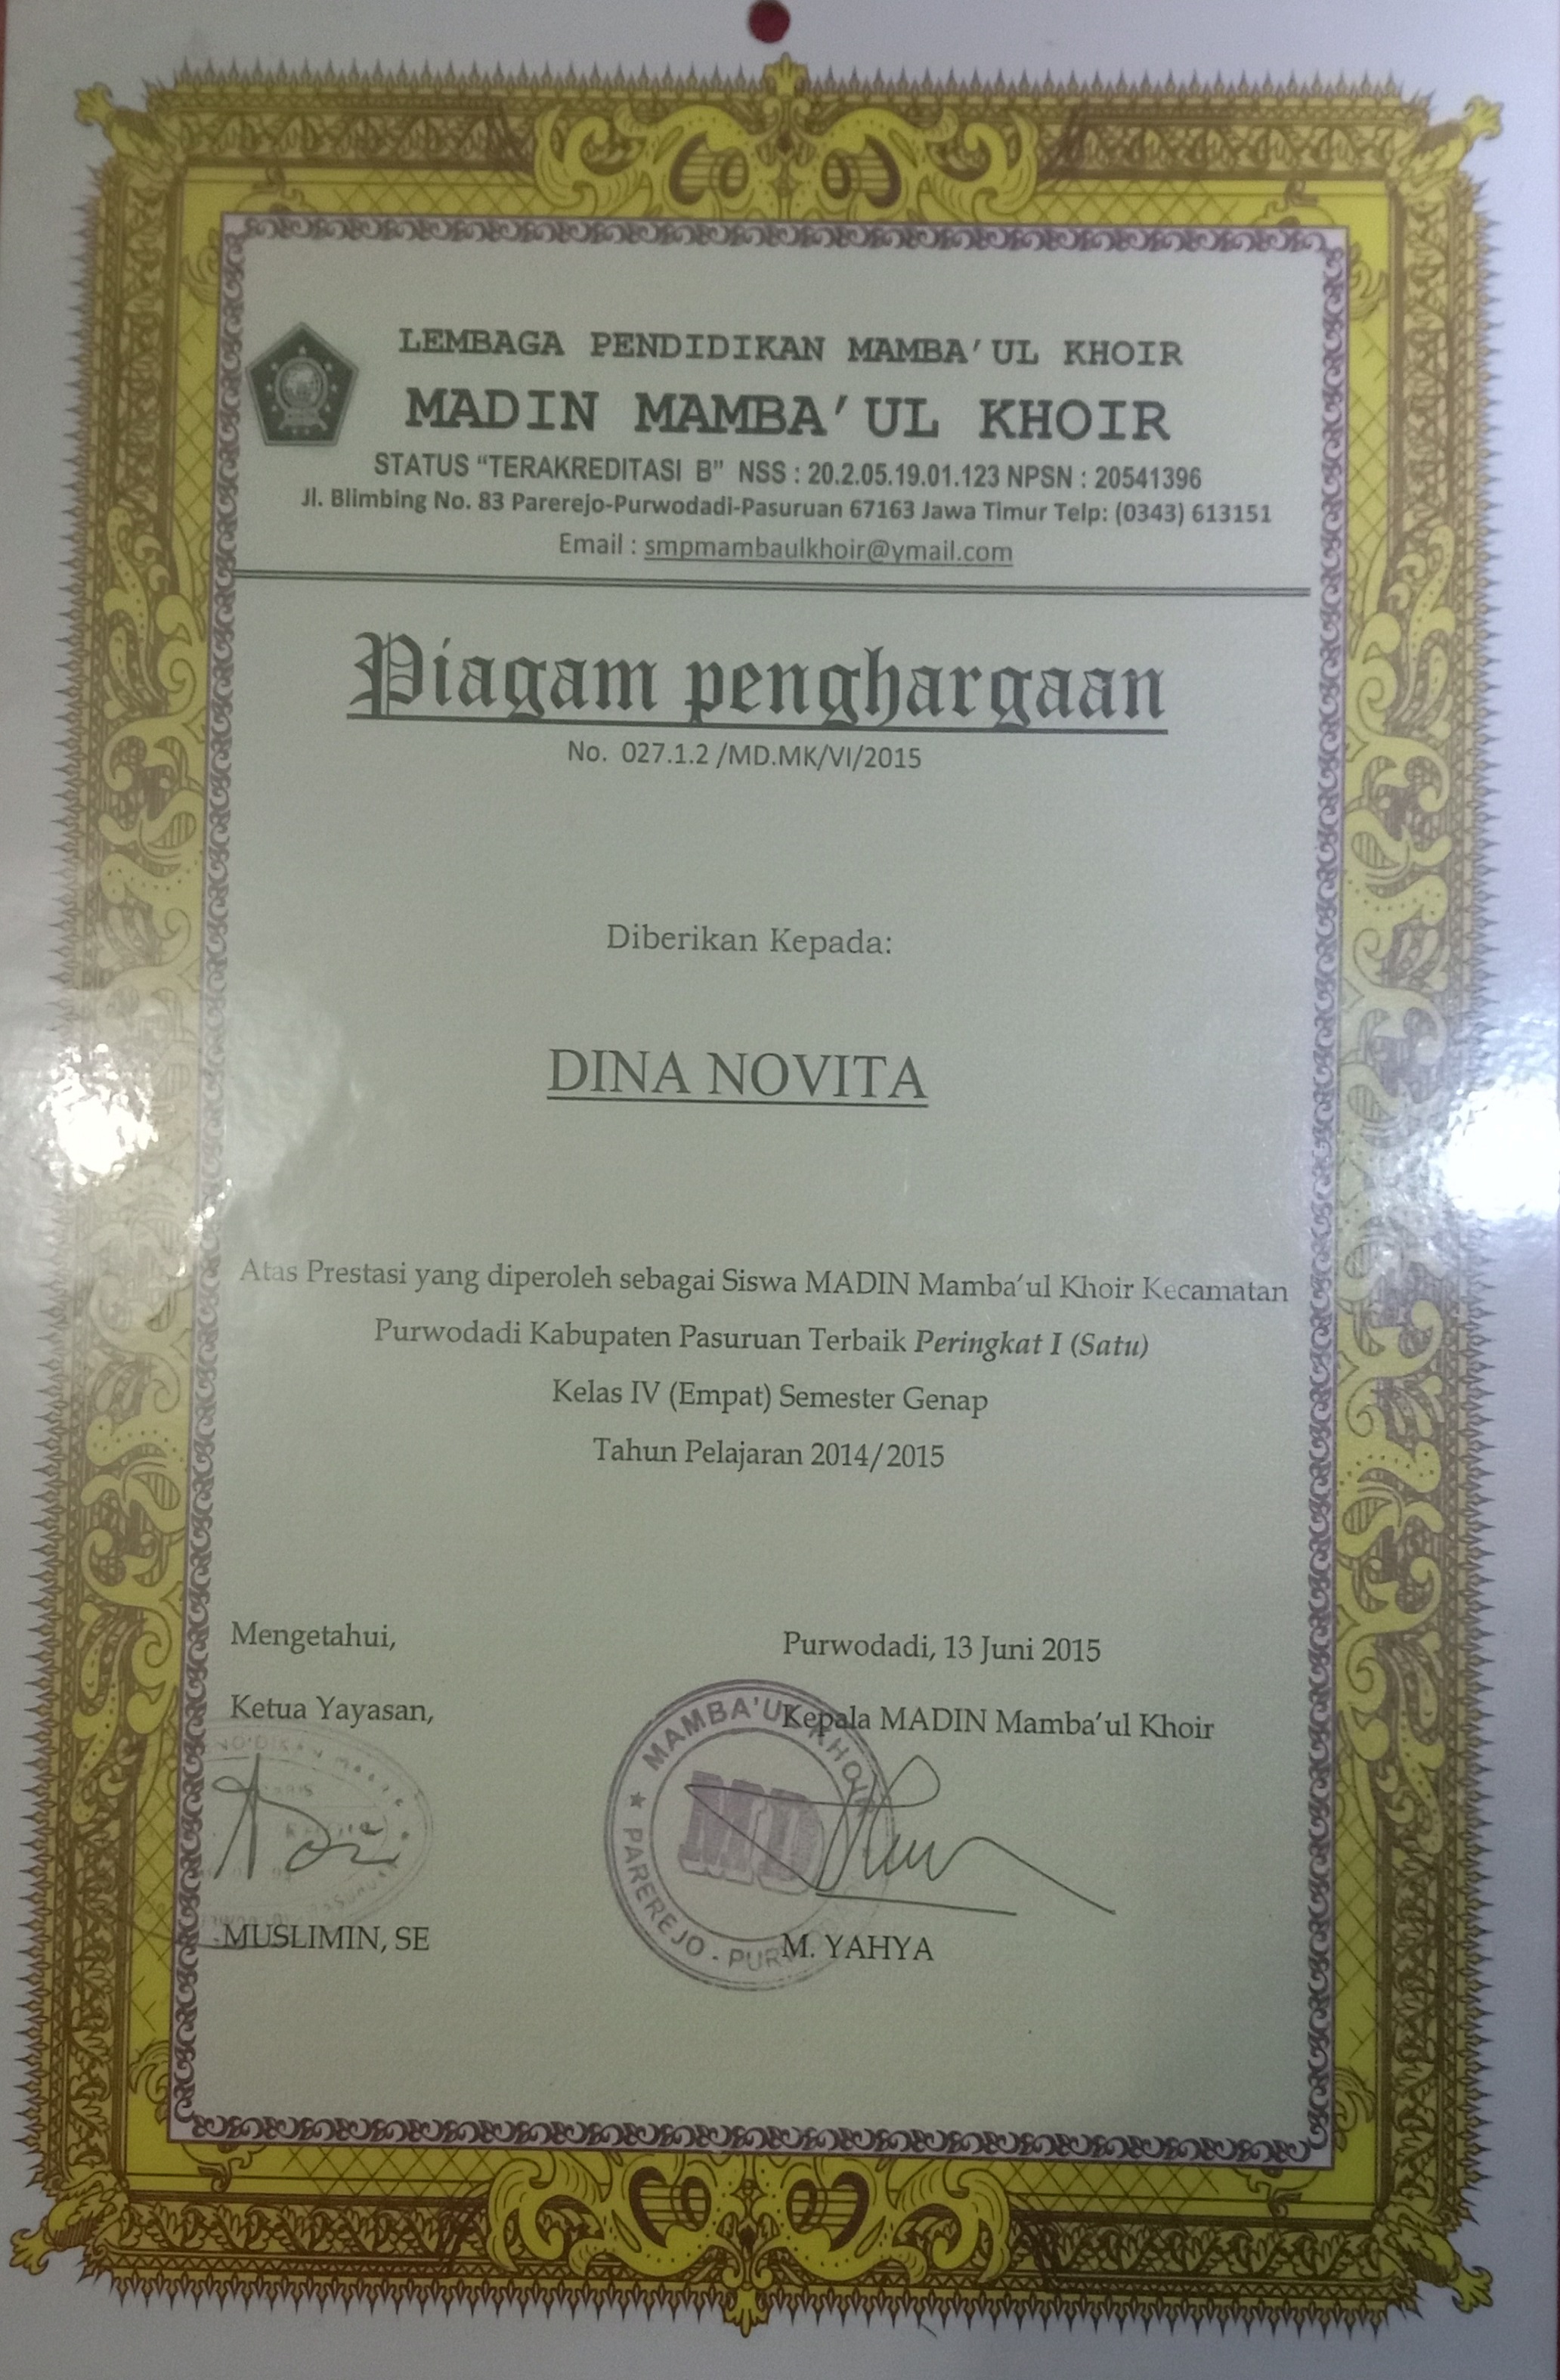 LEMBAGA PENDIDIKAN MAMBA'UL KHOIR
MADIN MAMBA'UL KHOIR
STATUS "TERAKREDITASI B" NSS : 20.2.05.19.01.123 NPSN : 20541396
Jl. Blimbing No. 83 Parerejo-Purwodadi-Pasuruan 67163 Jawa Timur Telp: (0343) 613151
Email : smpmambaulkhoir@ymail.com
Piagam penghargaan
No. 027.1.2 /MD.MK/VI/2015
Diberikan Kepada:
DINA NOVITA
Atas Prestasi yang diperoleh sebagai Siswa MADIN Mamba'ul Khoir Kecamatan
Purwodadi Kabupaten Pasuruan Terbaik Peringkat I (Satu)
Kelas IV (Empat) Semester Genap
Tahun Pelajaran 2014/2015
Mengetahui,
Ketua Yayasan,
MUSLIMIN, SE
Purwodadi, 13 Juni 2015
Kepala MADIN Mamba'ul Khoir
MAMBA'UL KHOIR
MD
PAREREJO -
M. YAHYA